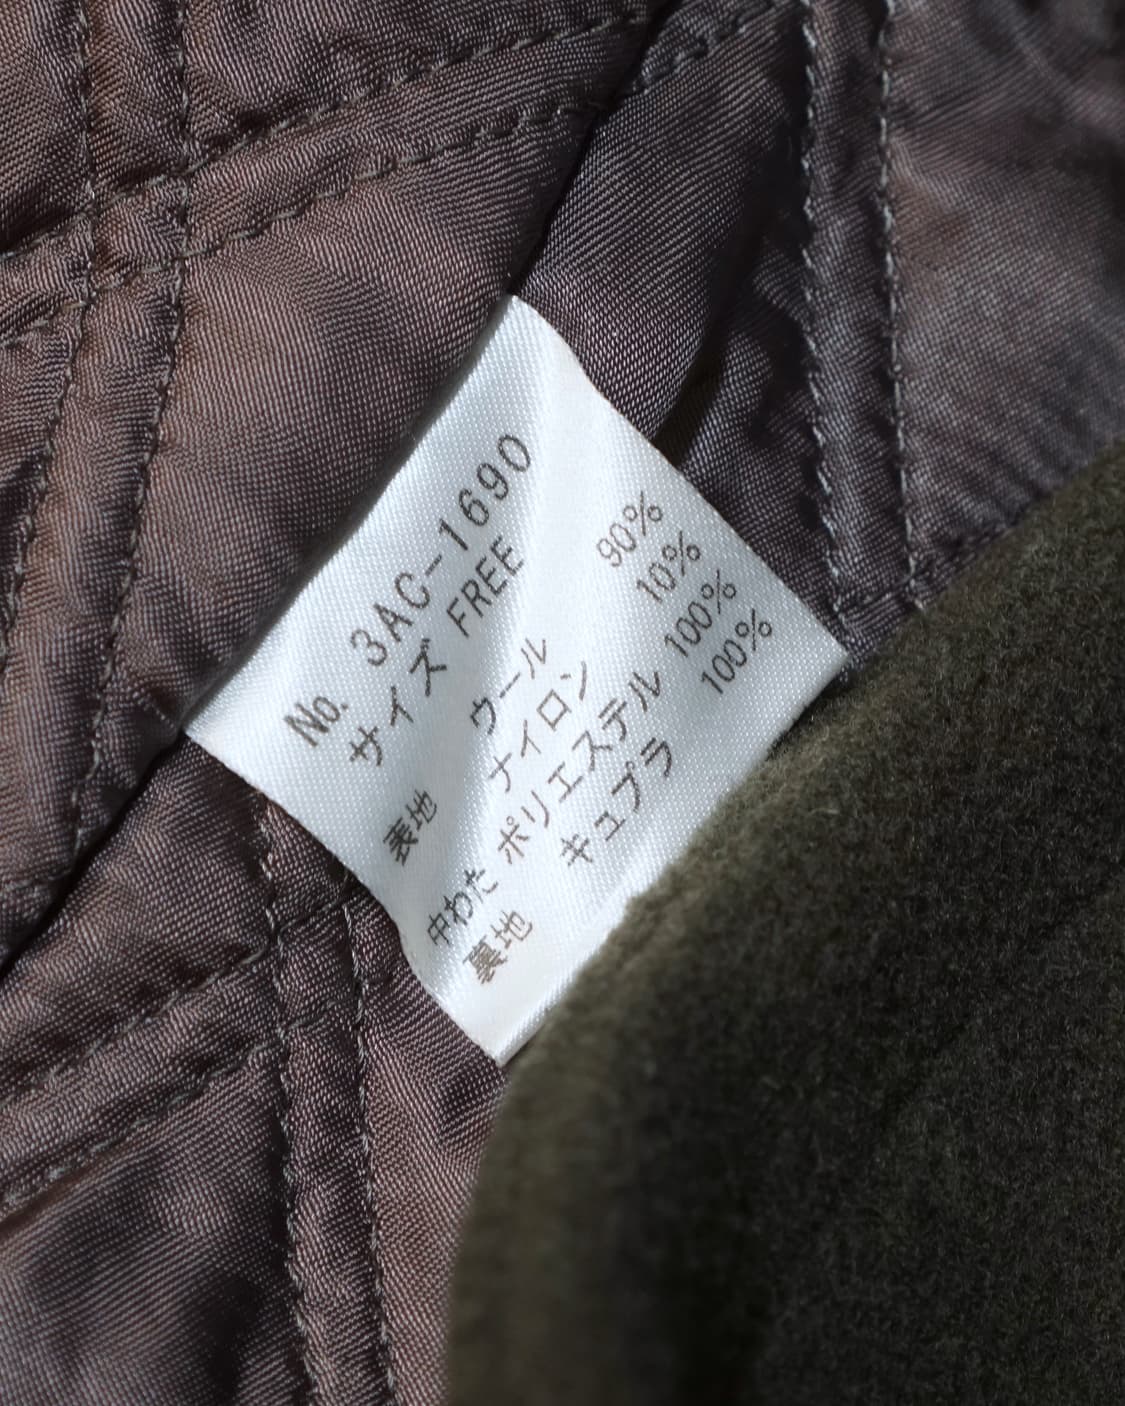 No. 3AC-1690
サイズ FREE
表地 ウール 90%
ナイロン 10%
中わた ポリエステル 100%
裏地 キュプラ 100%